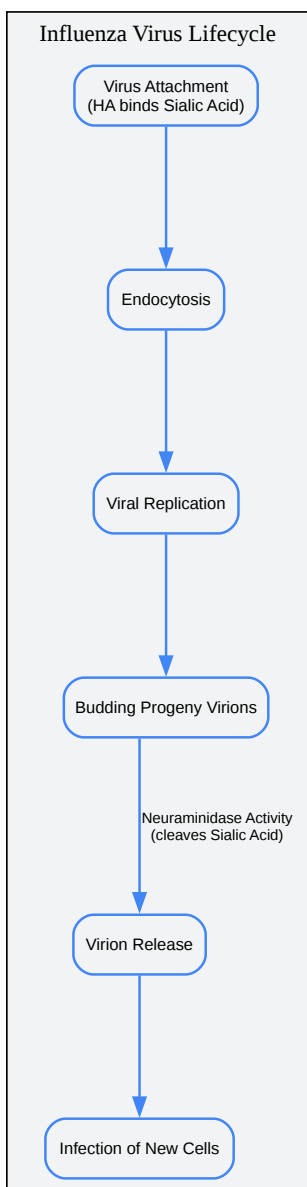 Influenza Virus Lifecycle
Virus Attachment
(HA binds Sialic Acid)
Endocytosis
Viral Replication
Budding Progeny Virions
Neuraminidase Activity
(cleaves Sialic Acid)
Virion Release
Infection of New Cells